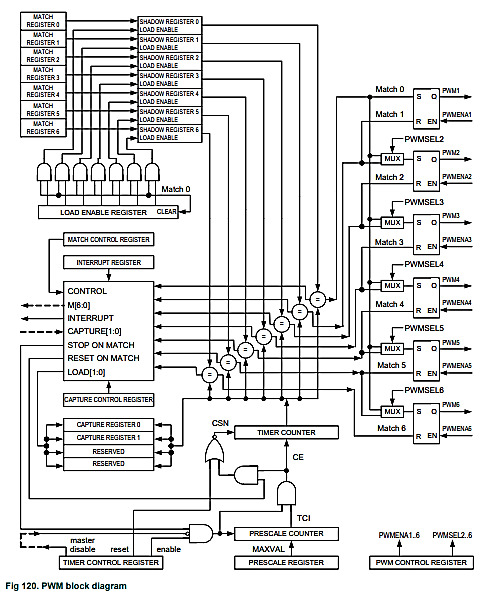 MATCH
REGISTER 0
MATCH
REGISTER 1
MATCH
REGISTER 2
MATCH
REGISTER 3
MATCH
REGISTER 4
MATCH
REGISTER 5
MATCH
REGISTER 6
SHADOW REGISTER 0
LOAD ENABLE
SHADOW REGISTER 1
LOAD ENABLE
SHADOW REGISTER 2
LOAD ENABLE
SHADOW REGISTER 3
LOAD ENABLE
SHADOW REGISTER 4
LOAD ENABLE
SHADOW REGISTER 5
LOAD ENABLE
SHADOW REGISTER 6
LOAD ENABLE
Match 0
LOAD ENABLE REGISTER
CLEAR
MATCH CONTROL REGISTER
INTERRUPT REGISTER
CONTROL
M[6:0]
INTERRUPT
CAPTURE[1:0]
STOP ON MATCH
RESET ON MATCH
LOAD[1:0]
CAPTURE CONTROL REGISTER
CAPTURE REGISTER 0
CAPTURE REGISTER 1
RESERVED
RESERVED
=
=
=
=
=
=
=
CSN
TIMER COUNTER
CE
TCI
PRESCALE COUNTER
MAXVAL
PRESCALE REGISTER
master
disable
reset
enable
TIMER CONTROL REGISTER
Match 0
S Q
PWM1
Match 1
R EN
PWMENA1
PWMSEL2
MUX
S Q
PWM2
Match 2
R EN
PWMENA2
PWMSEL3
MUX
S Q
PWM3
Match 3
R EN
PWMENA3
PWMSEL4
MUX
S Q
PWM4
Match 4
R EN
PWMENA4
PWMSEL5
MUX
S Q
PWM5
Match 5
R EN
PWMENA5
PWMSEL6
MUX
S Q
PWM6
Match 6
R EN
PWMENA6
PWMENA1..6
PWMSEL2..6
PWM CONTROL REGISTER
Fig 120. PWM block diagram